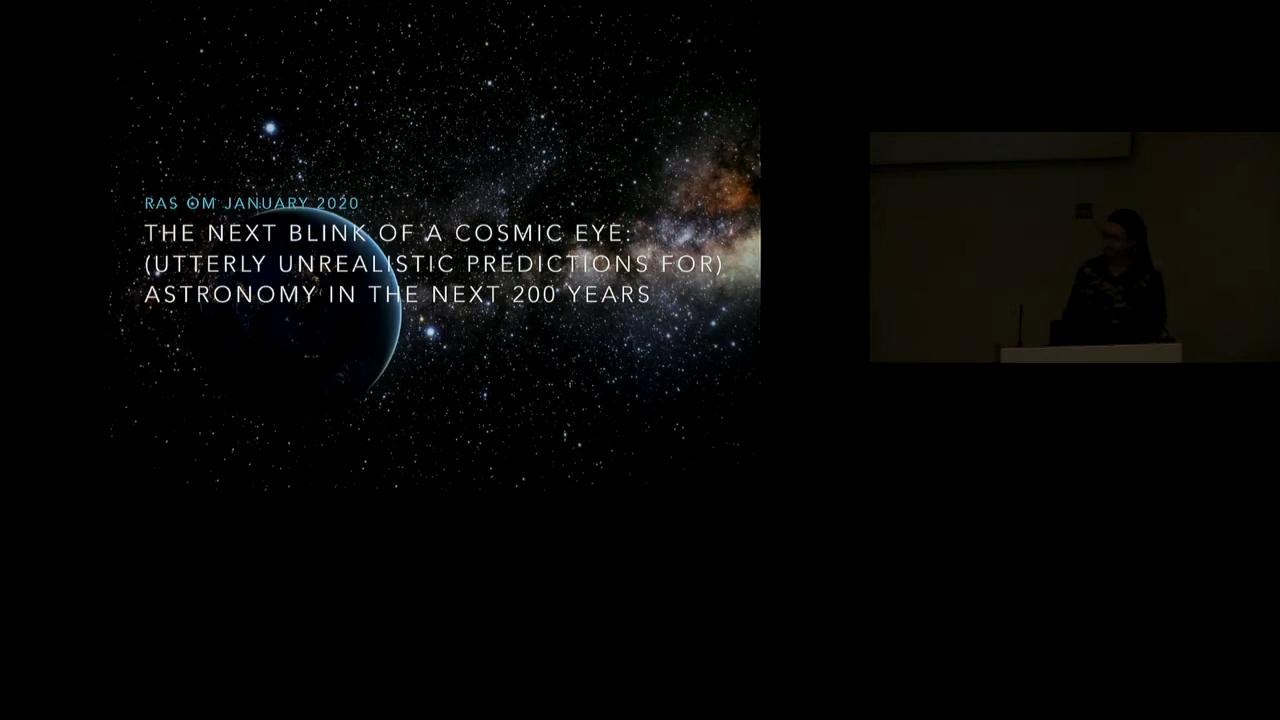 RAS OM JANUARY 2020
THE NEXT BLINK OF A COSMIC EYE:
(UTTERLY UNREALISTIC PREDICTIONS FOR)
ASTRONOMY IN THE NEXT 200 YEARS